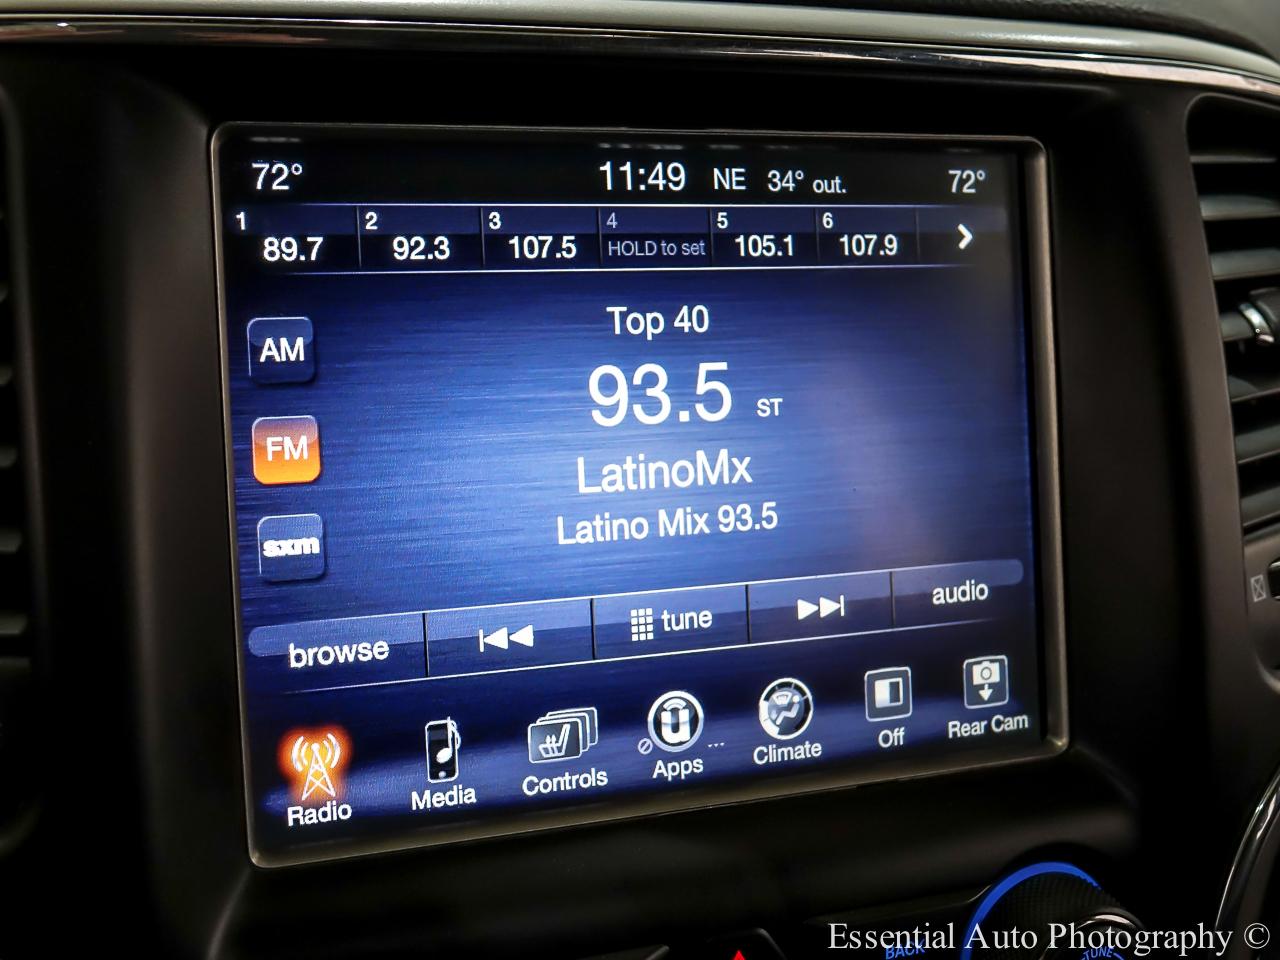 72° 11:49 NE 34° out. 72°
1 2 3 4 5 6
89.7 92.3 107.5 HOLD to set 105.1 107.9
Top 40
AM
93.5 ST
FM
LatinoMx
Latino Mix 93.5
sxm
browse tune audio
Radio Media Controls Apps Climate Off Rear Cam
BACK TUNE
Essential Auto Photography ©